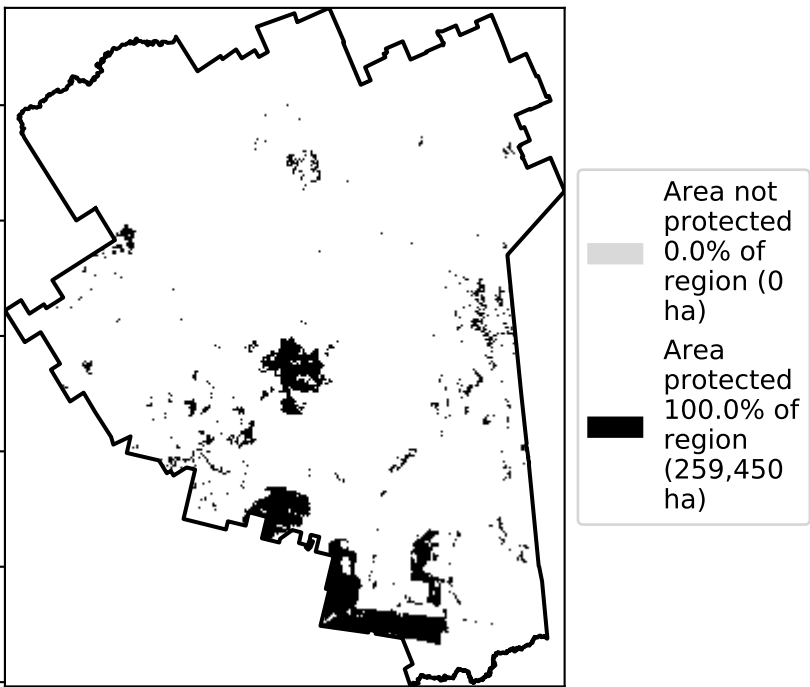 Area not
protected
0.0% of
region (0
ha)
Area
protected
100.0% of
region
(259,450
ha)